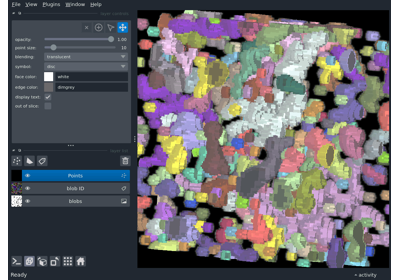 File View Plugins Window Help
opacity: 1.00
point size: 10
blending: translucent
symbol: disc
face color: white
edge color: dimgrey
display text:
out of slice:
Points
blob ID
blobs
Ready
activity